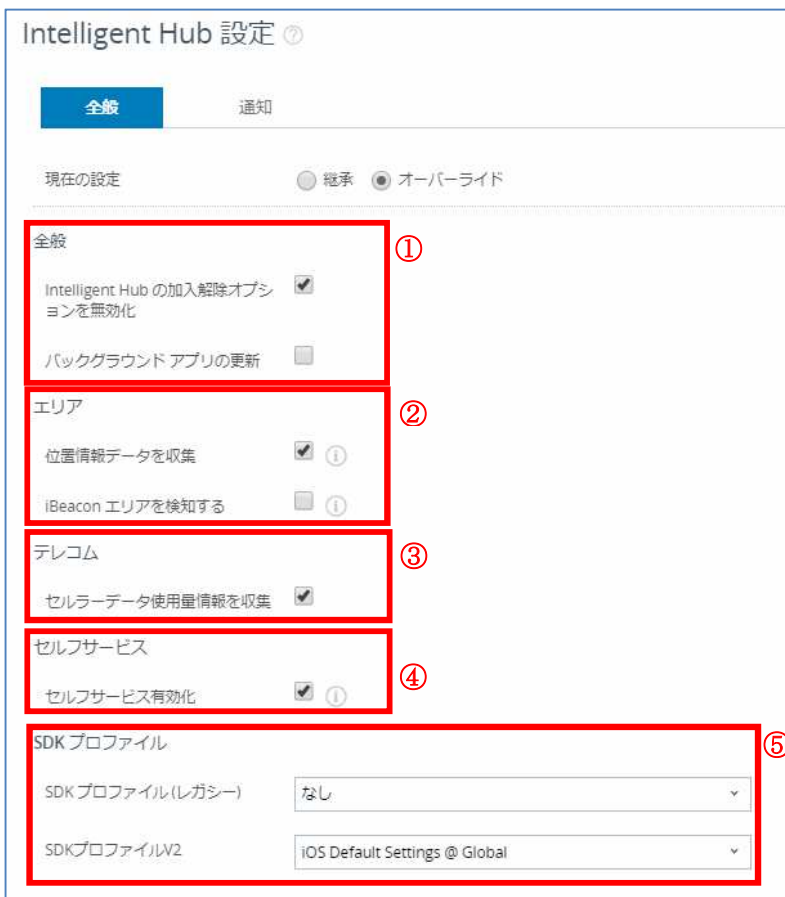 Intelligent Hub 設定 ?
全般 通知
現在の設定 継承 オーバーライド
全般 ①
Intelligent Hub の加入解除オプシ
ョンを無効化
バックグラウンド アプリの更新
エリア ②
位置情報データを収集 i
iBeacon エリアを検知する i
テレコム ③
セルラーデータ使用量情報を収集
セルフサービス ④
セルフサービス有効化 i
SDK プロファイル ⑤
SDK プロファイル (レガシー) なし
SDKプロファイルV2 iOS Default Settings @ Global